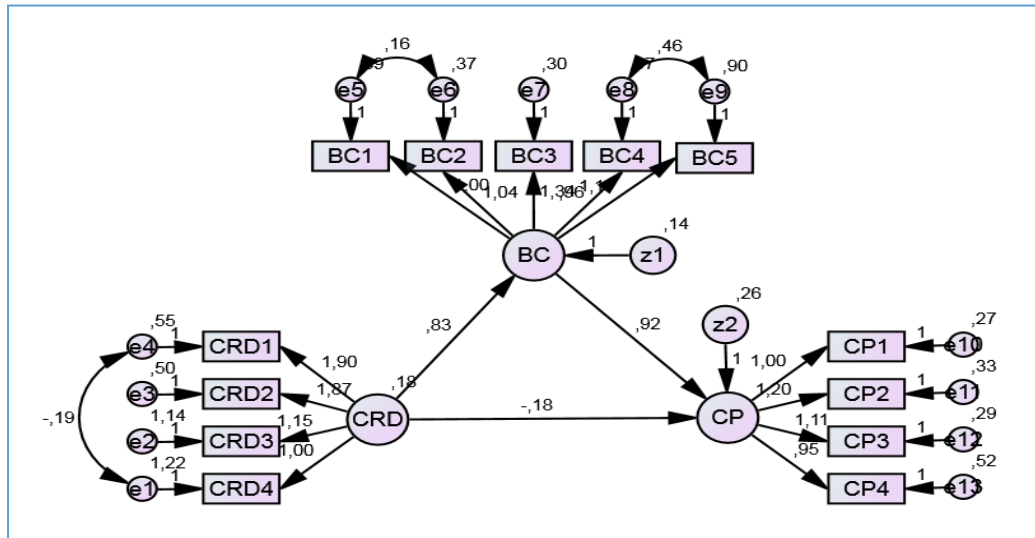 ,16 ,46
,37 ,30 ,90
e5 e6 e7 e8 e9
1 1 1 1 1
BC1 BC2 BC3 BC4 BC5
1,04
BC 1 z1 ,14
,83 ,92 z2 ,26
1
,55
e4 1 CRD1 1,90
,50
e3 1 CRD2 1,87
1,14
e2 1 CRD3 1,15
1,22
e1 1 CRD4 1,00
-,19
CRD ,18
-,18
CP
1,00 CP1 1 e10 ,27
1,20 CP2 1 e11 ,33
1,11 CP3 1 e12 ,29
,95 CP4 1 e13 ,52